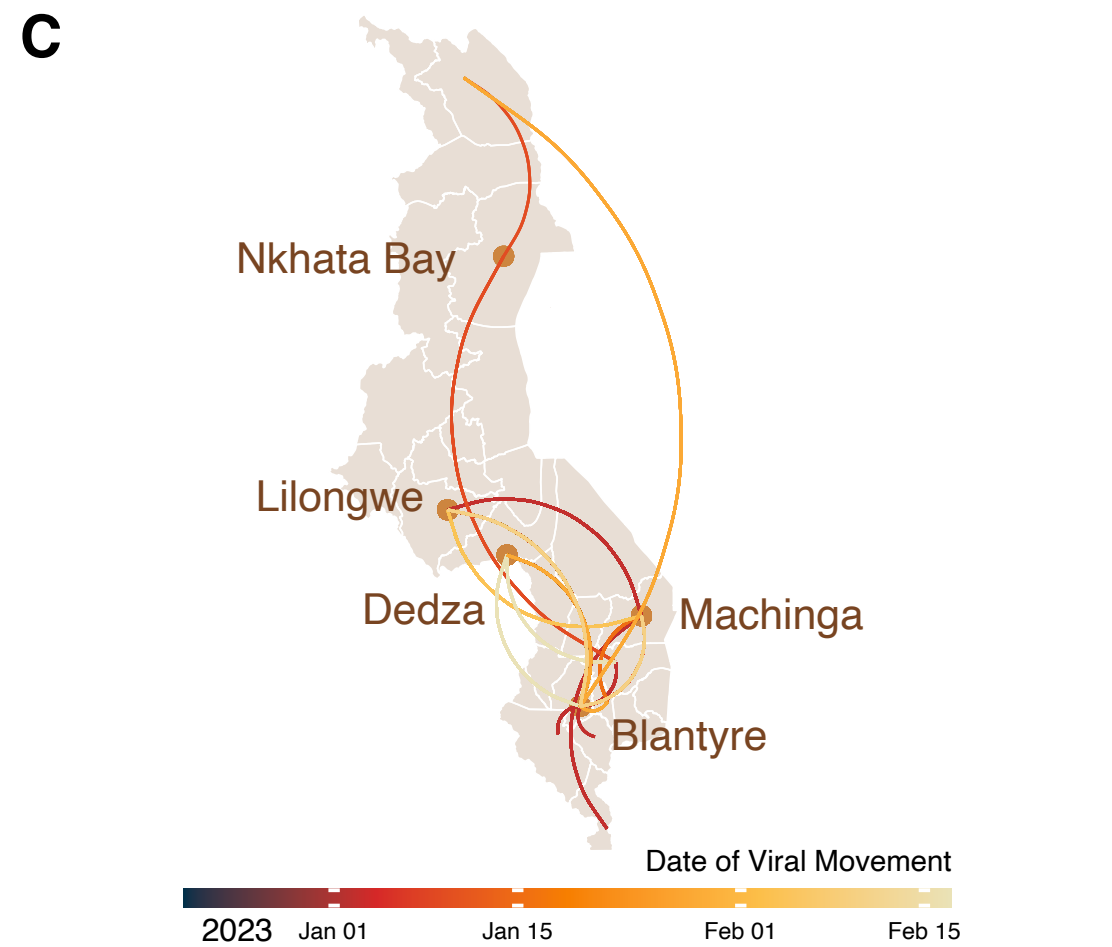 C
Nkhata Bay
Lilongwe
Dedza
Machinga
Blantyre
Date of Viral Movement
2023 Jan 01 Jan 15 Feb 01 Feb 15